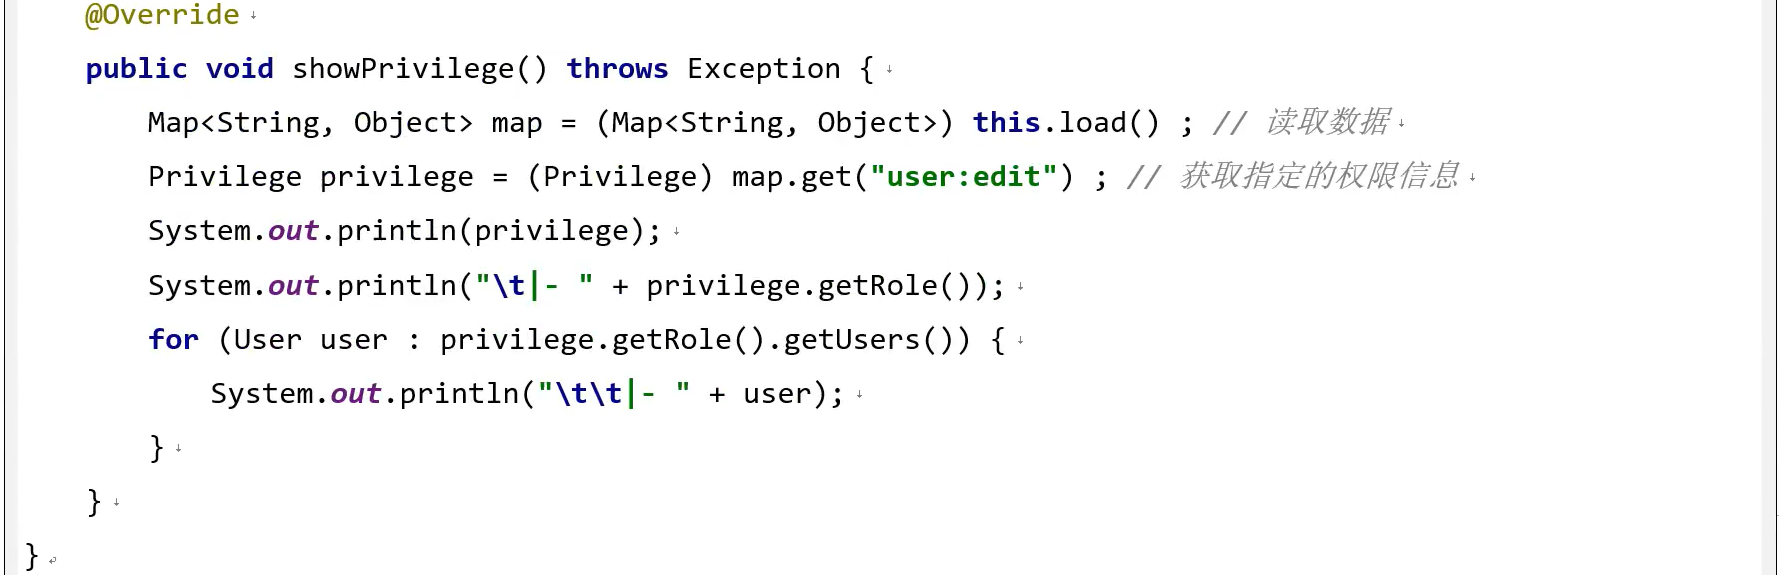 @Override
public void showPrivilege() throws Exception {
Map<String, Object> map = (Map<String, Object>) this.load() ; // 读取数据
Privilege privilege = (Privilege) map.get("user:edit") ; // 获取指定的权限信息
System.out.println(privilege);
System.out.println("\t|- " + privilege.getRole());
for (User user : privilege.getRole().getUsers()) {
System.out.println("\t\t|- " + user);
}
}
}